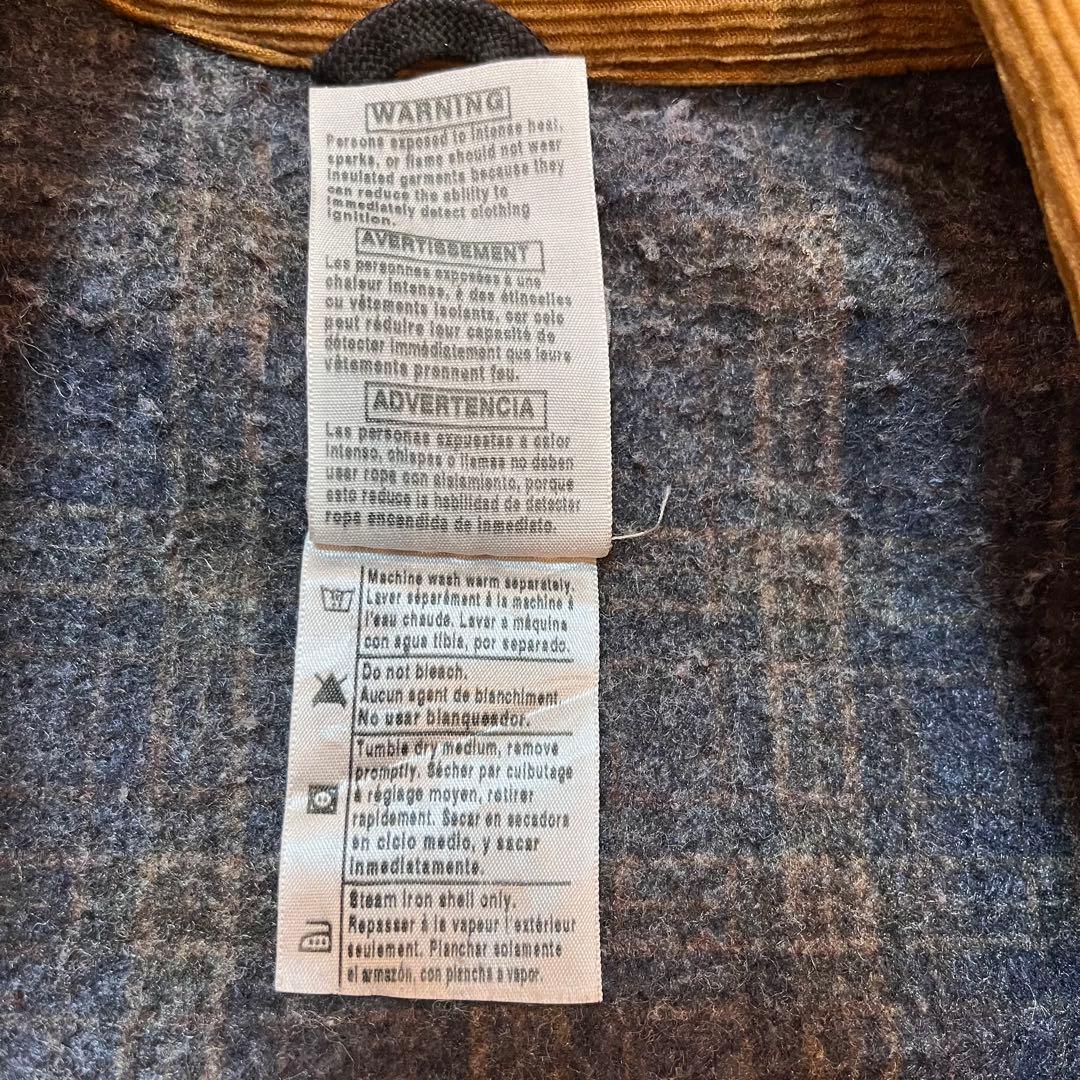 WARNING
Persons exposed to intense heat,
sparks, or flame should not wear
insulated garments because they
can reduce the ability to
immediately detect clothing
ignition.
AVERTISSEMENT
Les personnes exposées à une
chaleur intense, à des étincelles
ou vêtements isolants, car cela
peut réduire leur capacité de
détecter immédiatement que leurs
vêtements prennent feu.
ADVERTENCIA
Las personas expuestas a calor
intenso, chispas o llamas no deben
usar ropa con aislamiento, porque
esto reduce la habilidad de detectar
ropa encendida de inmediato.
Machine wash warm separately.
Laver séparément à la machine à
l'eau chaude. Lavar a máquina
con agua tibia, por separado.
Do not bleach.
Aucun agent de blanchiment.
No usar blanqueador.
Tumble dry medium, remove
promptly. Sécher par culbutage
à réglage moyen, retirer
rapidement. Sacar en secadora
en ciclo medio, y sacar
inmediatamente.
Steam iron shell only.
Repasser à le vapeur l'extérieur
seulement. Planchar solamente
el armazón, con plancha a vapor.